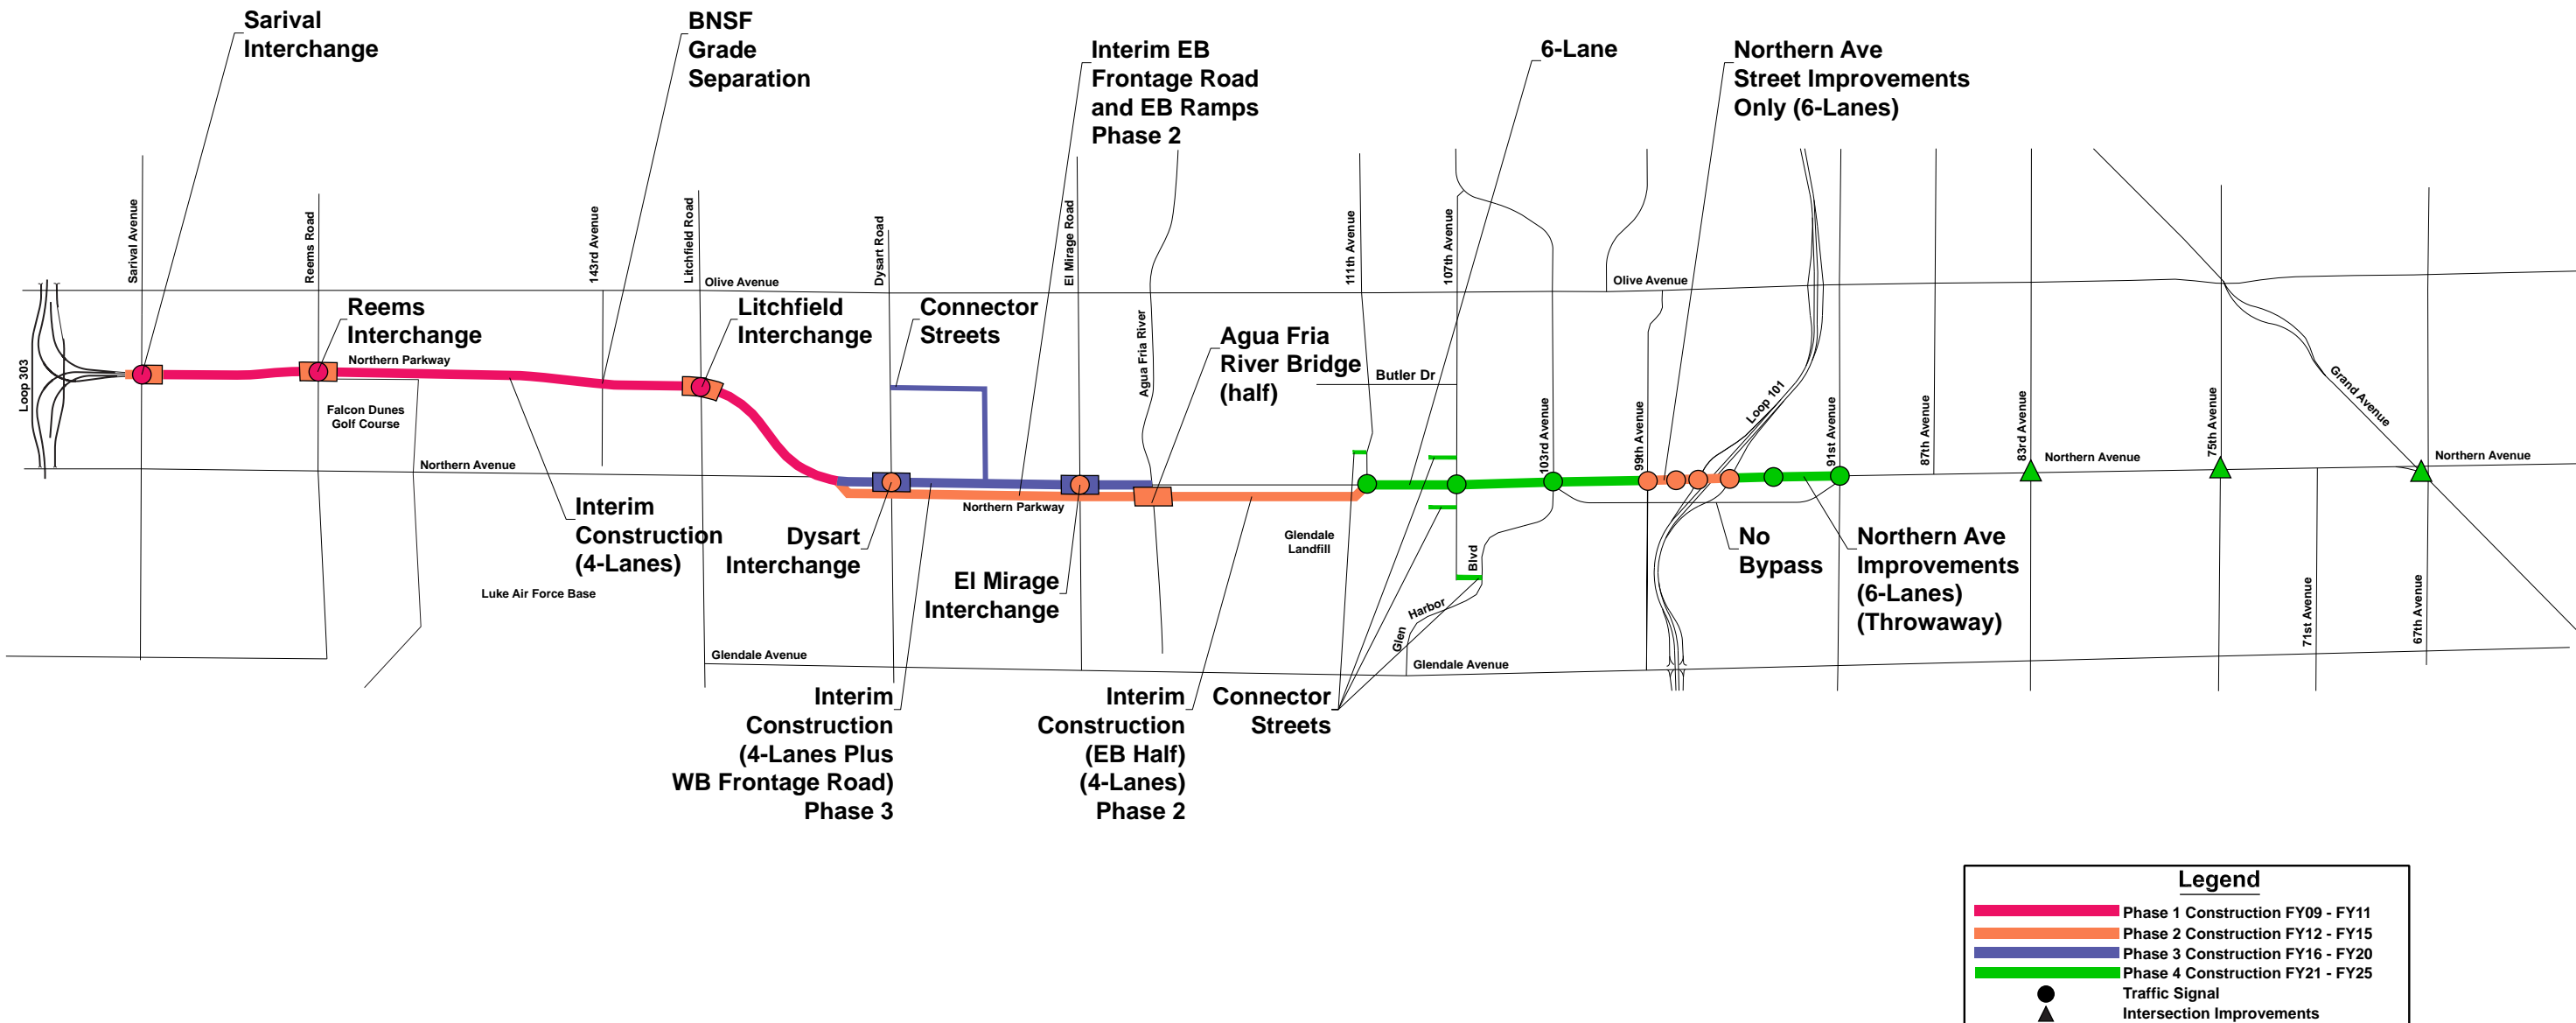 Sarival
Interchange
BNSF
Grade
Separation
Interim EB
Frontage Road
and EB Ramps
Phase 2
6-Lane
Northern Ave
Street Improvements
Only (6-Lanes)
Sarival Avenue
Reems Road
143rd Avenue
Litchfield Road
Dysart Road
El Mirage Road
111th Avenue
107th Avenue
Olive Avenue
Olive Avenue
Loop 303
Reems
Interchange
Northern Parkway
Falcon Dunes
Golf Course
Litchfield
Interchange
Connector
Streets
Agua Fria River
Agua Fria
River Bridge
(half)
Butler Dr
103rd Avenue
99th Avenue
Loop 101
91st Avenue
87th Avenue
83rd Avenue
75th Avenue
Grand Avenue
Northern Avenue
Northern Avenue
Northern Avenue
Interim
Construction
(4-Lanes)
Luke Air Force Base
Dysart
Interchange
Northern Parkway
El Mirage
Interchange
Glendale
Landfill
Blvd
Harbor
Glen
No
Bypass
Northern Ave
Improvements
(6-Lanes)
(Throwaway)
71st Avenue
67th Avenue
Glendale Avenue
Glendale Avenue
Interim
Construction
(4-Lanes Plus
WB Frontage Road)
Phase 3
Interim
Construction
(EB Half)
(4-Lanes)
Phase 2
Connector
Streets
Legend
Phase 1 Construction FY09 - FY11
Phase 2 Construction FY12 - FY15
Phase 3 Construction FY16 - FY20
Phase 4 Construction FY21 - FY25
Traffic Signal
Intersection Improvements